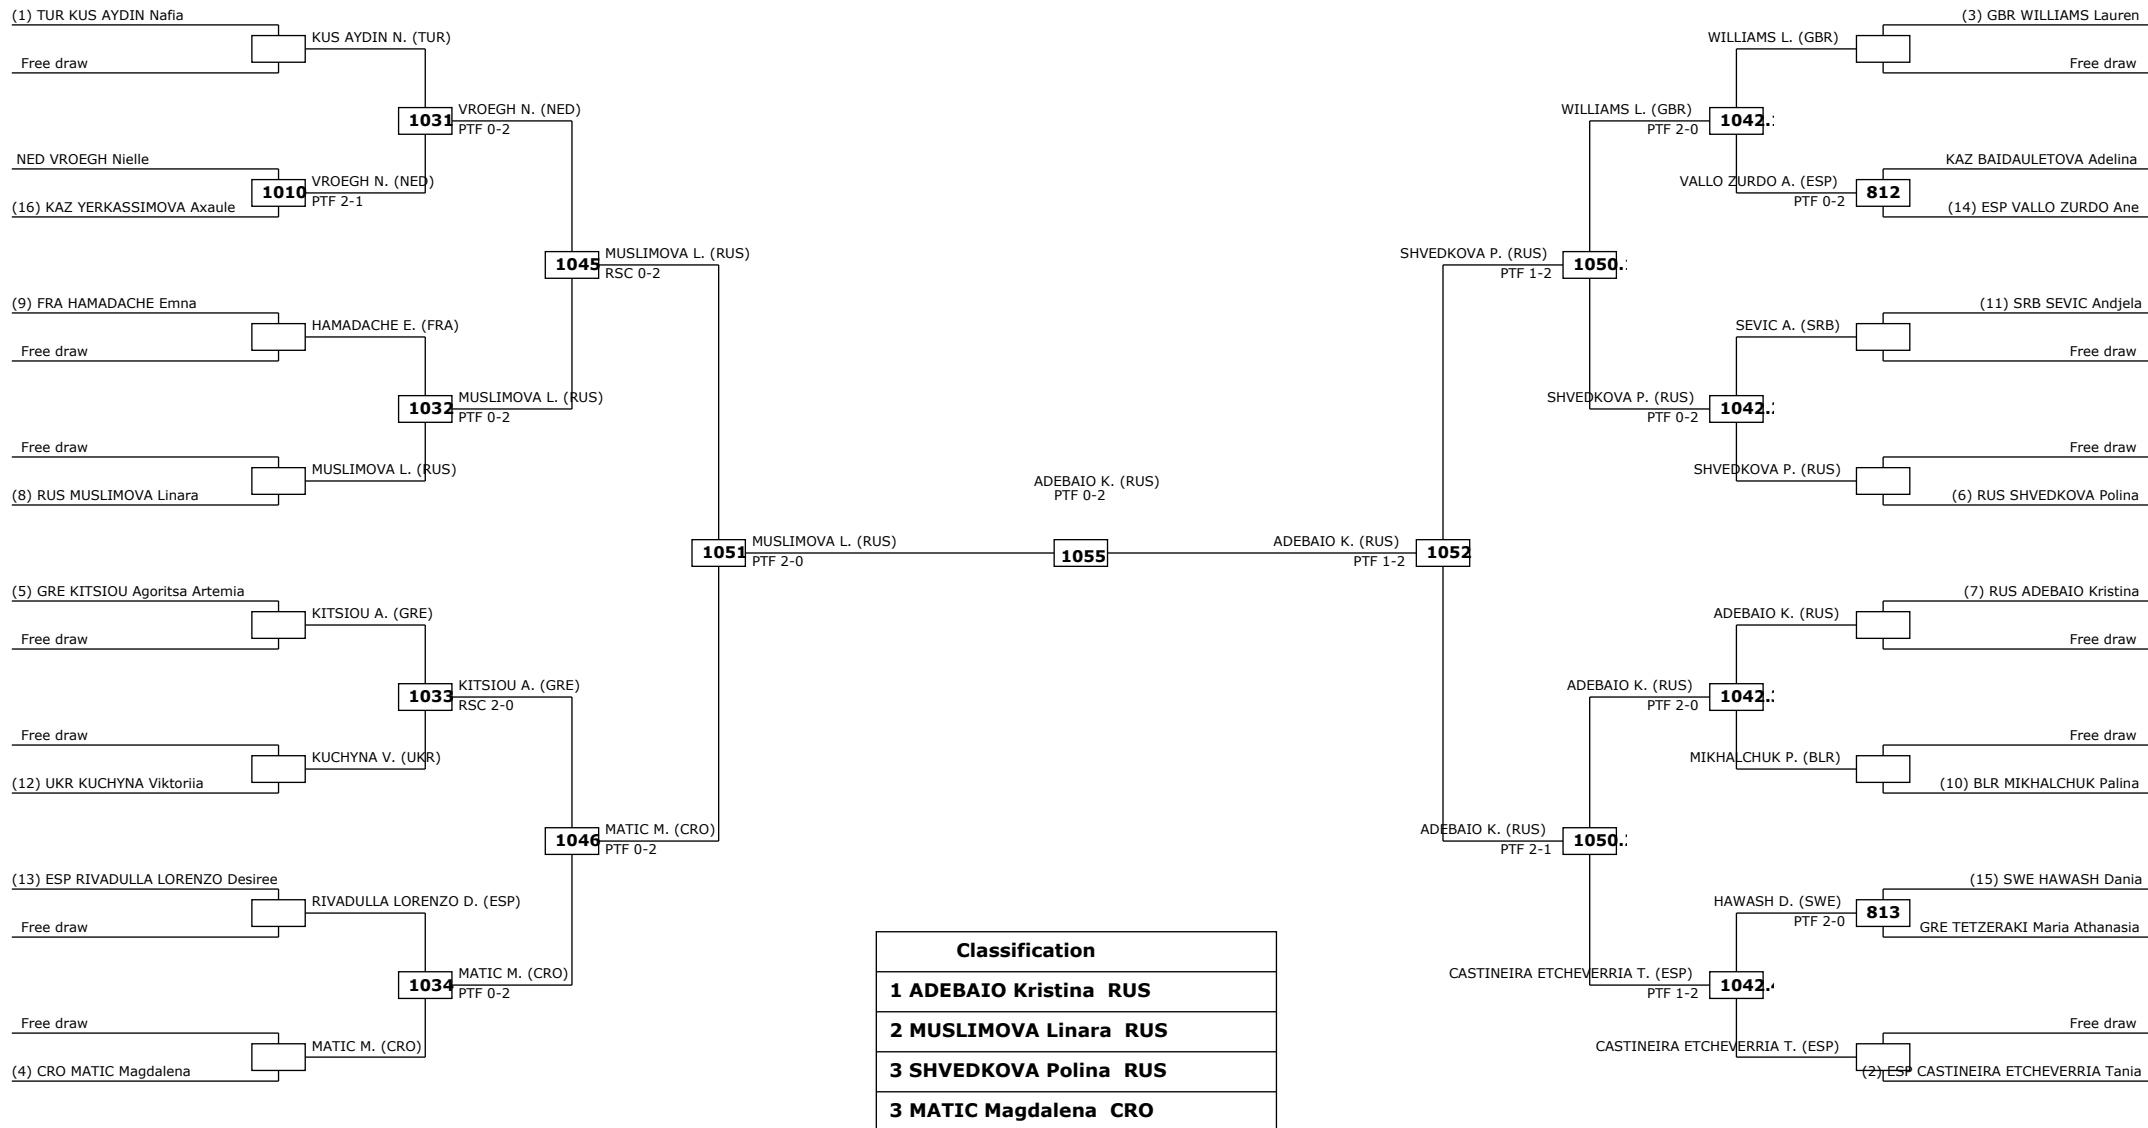 (1) TUR KUS AYDIN Nafia
Free draw
KUS AYDIN N. (TUR)
1031
VROEGH N. (NED)
PTF 0-2
NED VROEGH Nielle
(16) KAZ YERKASSIMOVA Axaule
1010
VROEGH N. (NED)
PTF 2-1
1045
MUSLIMOVA L. (RUS)
RSC 0-2
(9) FRA HAMADACHE Emna
Free draw
HAMADACHE E. (FRA)
1032
MUSLIMOVA L. (RUS)
PTF 0-2
Free draw
(8) RUS MUSLIMOVA Linara
MUSLIMOVA L. (RUS)
1051
MUSLIMOVA L. (RUS)
PTF 2-0
(5) GRE KITSIOU Agoritsa Artemia
Free draw
KITSIOU A. (GRE)
1033
KITSIOU A. (GRE)
RSC 2-0
Free draw
(12) UKR KUCHYNA Viktoriia
KUCHYNA V. (UKR)
1046
MATIC M. (CRO)
PTF 0-2
(13) ESP RIVADULLA LORENZO Desiree
Free draw
RIVADULLA LORENZO D. (ESP)
1034
MATIC M. (CRO)
PTF 0-2
Free draw
(4) CRO MATIC Magdalena
MATIC M. (CRO)
ADEBAIO K. (RUS)
PTF 0-2
1055
(3) GBR WILLIAMS Lauren
Free draw
WILLIAMS L. (GBR)
WILLIAMS L. (GBR)
PTF 2-0
1042.
KAZ BAIDAULETOVA Adelina
(14) ESP VALLO ZURDO Ane
812
VALLO ZURDO A. (ESP)
PTF 0-2
SHVEDKOVA P. (RUS)
PTF 1-2
1050.
(11) SRB SEVIC Andjela
Free draw
SEVIC A. (SRB)
SHVEDKOVA P. (RUS)
PTF 0-2
1042.
Free draw
(6) RUS SHVEDKOVA Polina
SHVEDKOVA P. (RUS)
ADEBAIO K. (RUS)
PTF 1-2
1052
(7) RUS ADEBAIO Kristina
Free draw
ADEBAIO K. (RUS)
ADEBAIO K. (RUS)
PTF 2-0
1042.
Free draw
(10) BLR MIKHALCHUK Palina
MIKHALCHUK P. (BLR)
ADEBAIO K. (RUS)
PTF 2-1
1050.
(15) SWE HAWASH Dania
GRE TETZERAKI Maria Athanasia
813
HAWASH D. (SWE)
PTF 2-0
CASTINEIRA ETCHEVERRIA T. (ESP)
PTF 1-2
1042.
Free draw
(2) ESP CASTINEIRA ETCHEVERRIA Tania
CASTINEIRA ETCHEVERRIA T. (ESP)
Classification
1 ADEBAIO Kristina RUS
2 MUSLIMOVA Linara RUS
3 SHVEDKOVA Polina RUS
3 MATIC Magdalena CRO